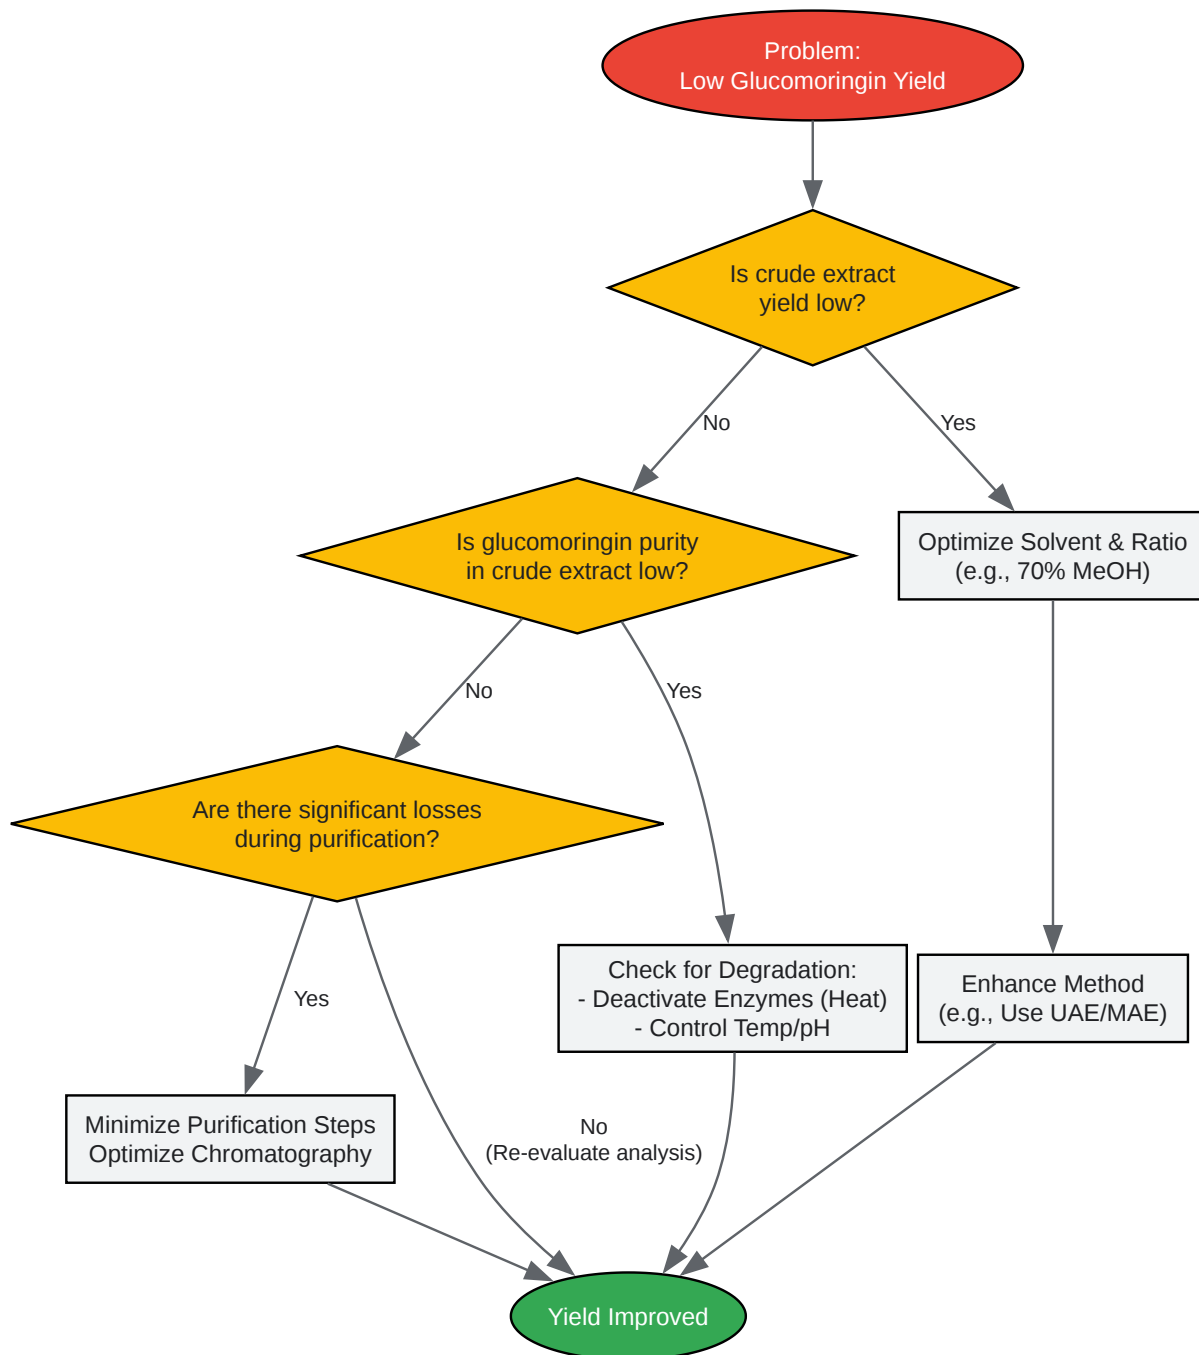 Problem:
Low Glucomoringin Yield
Is crude extract
yield low?
No
Yes
Is glucomoringin purity
in crude extract low?
Optimize Solvent & Ratio
(e.g., 70% MeOH)
No
Yes
Are there significant losses
during purification?
Yes
Check for Degradation:
- Deactivate Enzymes (Heat)
- Control Temp/pH
Enhance Method
(e.g., Use UAE/MAE)
Minimize Purification Steps
Optimize Chromatography
No
(Re-evaluate analysis)
Yield Improved